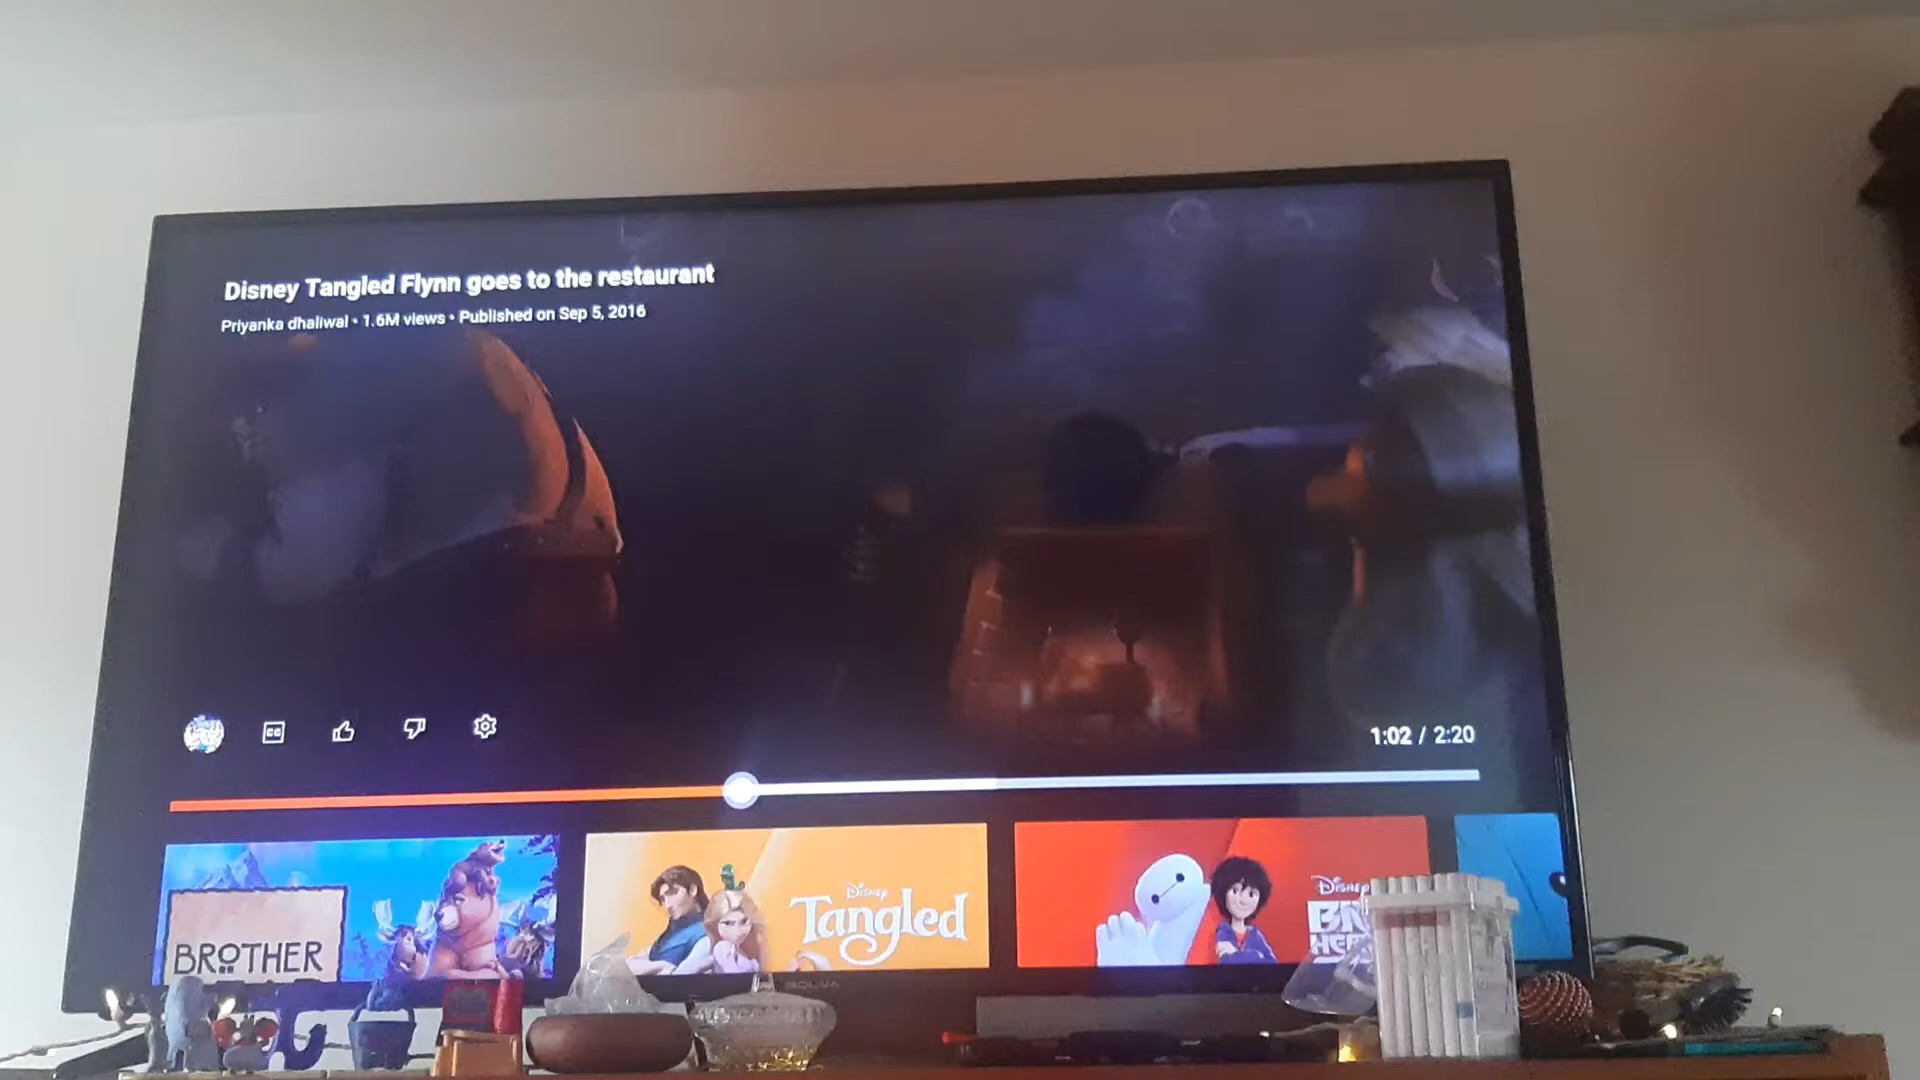 Disney Tangled Flynn goes to the restaurant
Priyanka dhaliwal • 1.6M views • Published on Sep 5, 2016
CC
1:02 / 2:20
BROTHER
Disney
Tangled
Disney